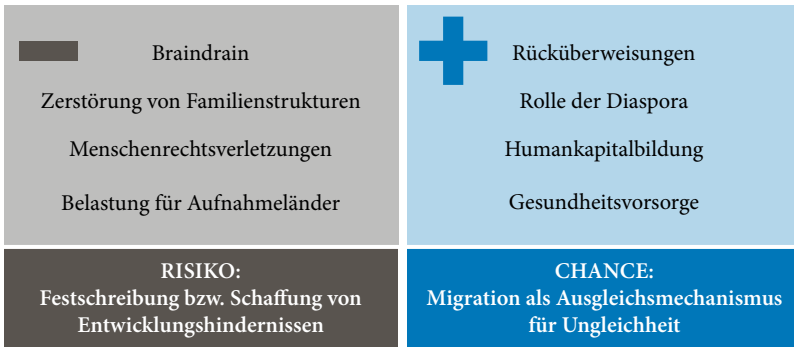 Braindrain
Zerstörung von Familienstrukturen
Menschenrechtsverletzungen
Belastung für Aufnahmeländer
RISIKO:
Festschreibung bzw. Schaffung von
Entwicklungshindernissen
Rücküberweisungen
Rolle der Diaspora
Humankapitalbildung
Gesundheitsvorsorge
CHANCE:
Migration als Ausgleichsmechanismus
für Ungleichheit